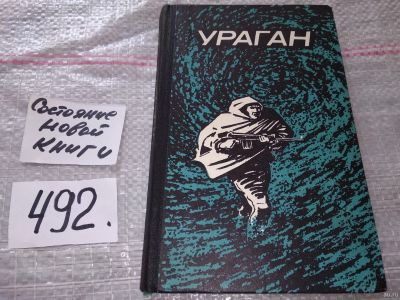 УРАГАН
Состояние
новой
книги
492.